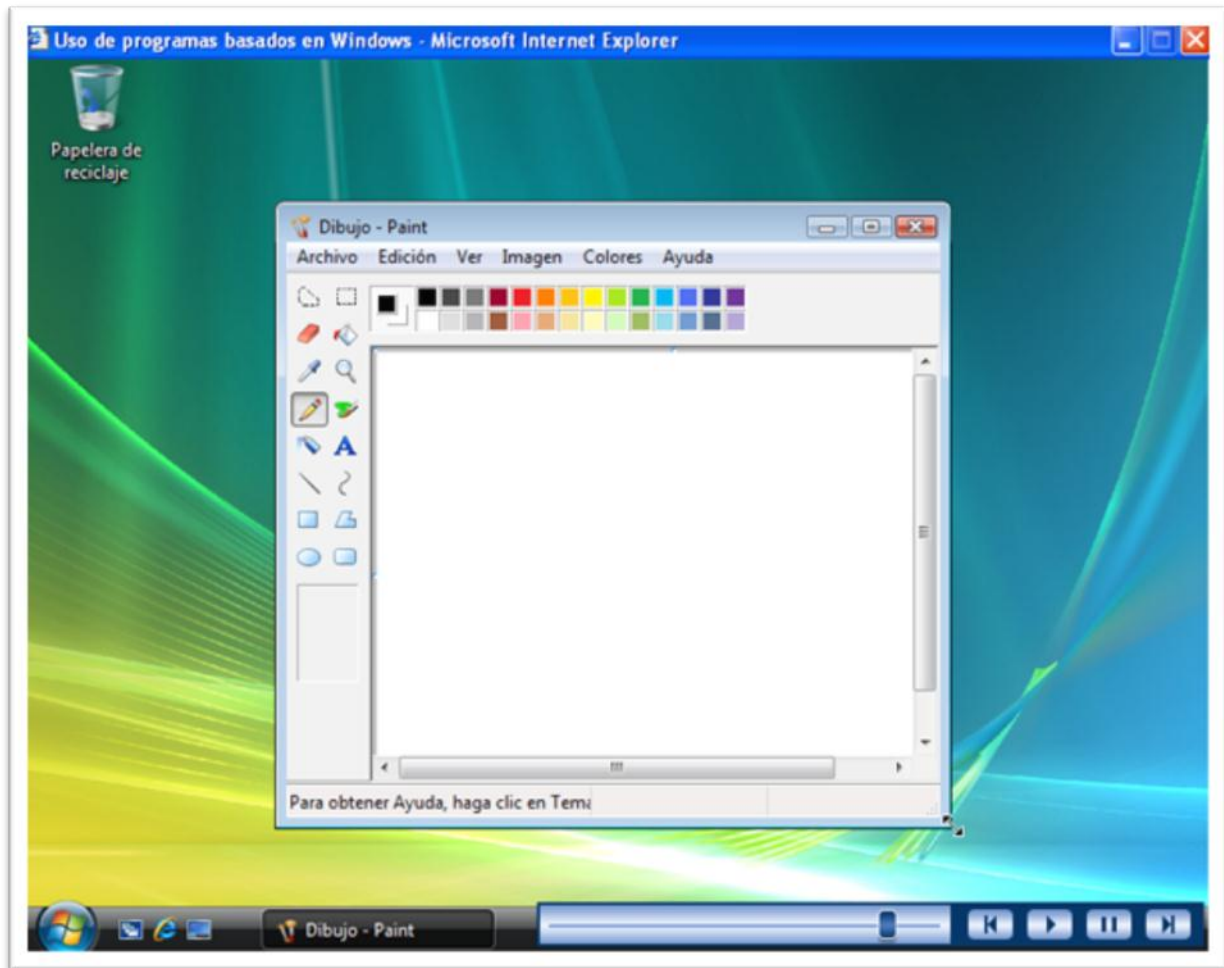 Uso de programas basados en Windows - Microsoft Internet Explorer
Papelera de
reciclaje
Dibujo - Paint
Archivo Edición Ver Imagen Colores Ayuda
A
Para obtener Ayuda, haga clic en Tema
Dibujo - Paint